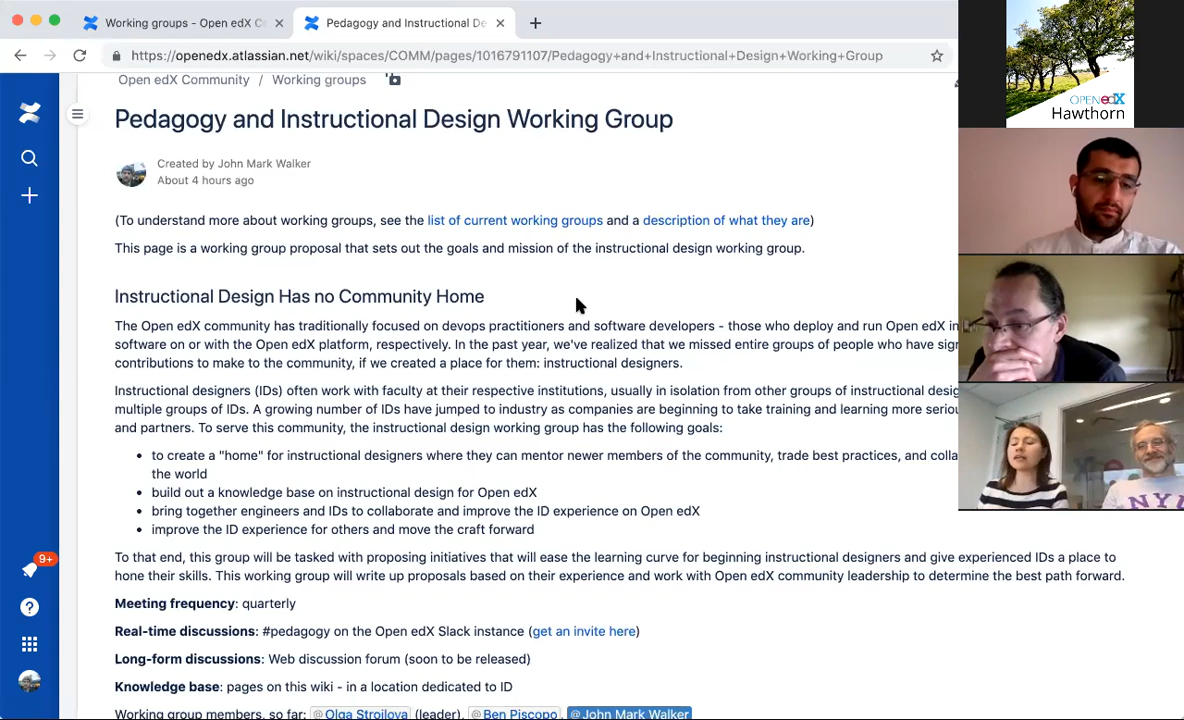 Working groups - Open edX C
Pedagogy and Instructional De
https://openedx.atlassian.net/wiki/spaces/COMM/pages/1016791107/Pedagogy+and+Instructional+Design+Working+Group
Open edX Community / Working groups
Pedagogy and Instructional Design Working Group
Created by John Mark Walker
About 4 hours ago
(To understand more about working groups, see the list of current working groups and a description of what they are)
This page is a working group proposal that sets out the goals and mission of the instructional design working group.
Instructional Design Has no Community Home
The Open edX community has traditionally focused on devops practitioners and software developers - those who deploy and run Open edX in
software on or with the Open edX platform, respectively. In the past year, we've realized that we missed entire groups of people who have sig
contributions to make to the community, if we created a place for them: instructional designers.
Instructional designers (IDs) often work with faculty at their respective institutions, usually in isolation from other groups of instructional desig
multiple groups of IDs. A growing number of IDs have jumped to industry as companies are beginning to take training and learning more seriou
and partners. To serve this community, the instructional design working group has the following goals:
• to create a "home" for instructional designers where they can mentor newer members of the community, trade best practices, and colla
the world
• build out a knowledge base on instructional design for Open edX
• bring together engineers and IDs to collaborate and improve the ID experience on Open edX
• improve the ID experience for others and move the craft forward
To that end, this group will be tasked with proposing initiatives that will ease the learning curve for beginning instructional designers and give experienced IDs a place to
hone their skills. This working group will write up proposals based on their experience and work with Open edX community leadership to determine the best path forward.
Meeting frequency: quarterly
Real-time discussions: #pedagogy on the Open edX Slack instance (get an invite here)
Long-form discussions: Web discussion forum (soon to be released)
Knowledge base: pages on this wiki - in a location dedicated to ID
Working group members, so far: @Olga Stroilova (leader), @Ben Piscopo, @John Mark Walker
9+
OPEN edX
Hawthorn
NYU